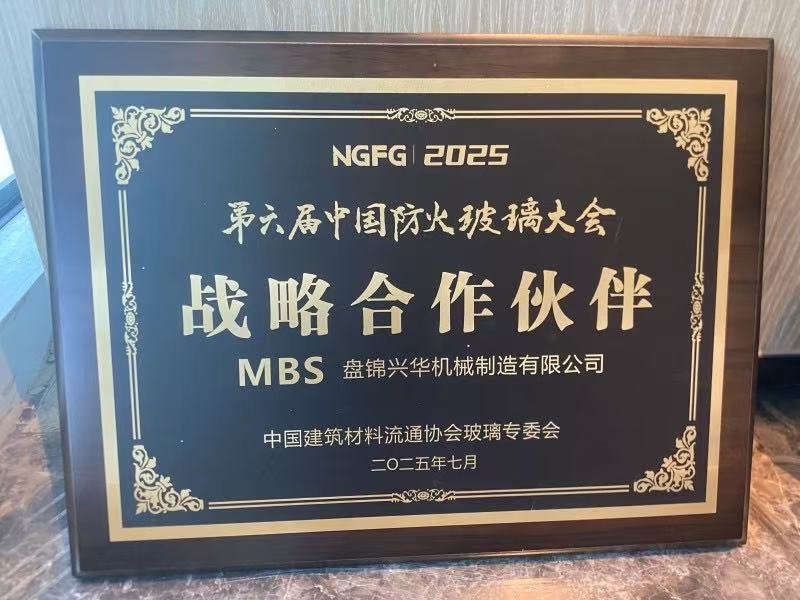 NGFG | 2025
第六届中国防火玻璃大会
战略合作伙伴
MBS 盘锦兴华机械制造有限公司
中国建筑材料流通协会玻璃专委会
二〇二五年七月